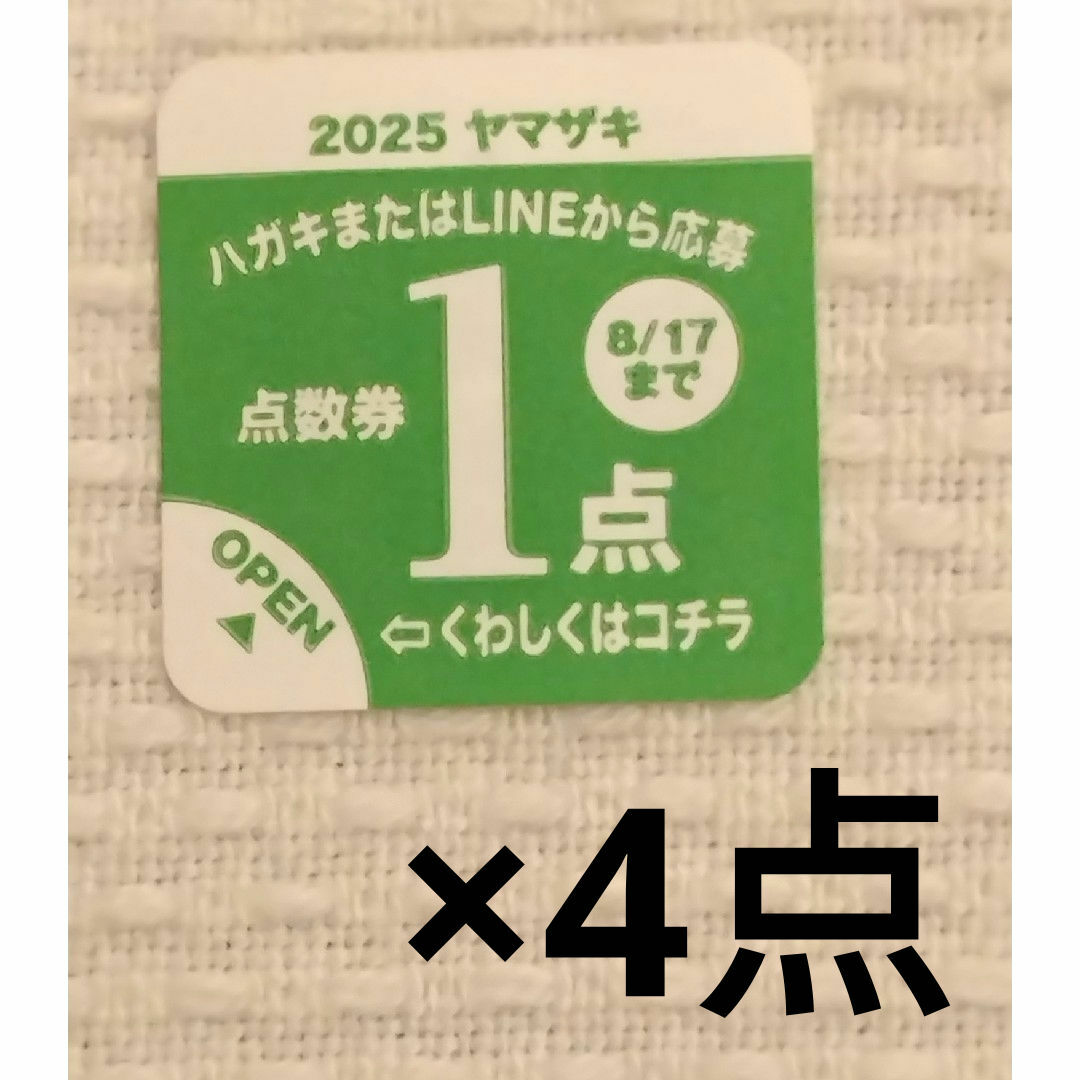 2025 ヤマザキ
ハガキまたはLINEから応募
8/17
まで
点数券
1点
OPEN
▼
⇦くわしくはコチラ
×4点